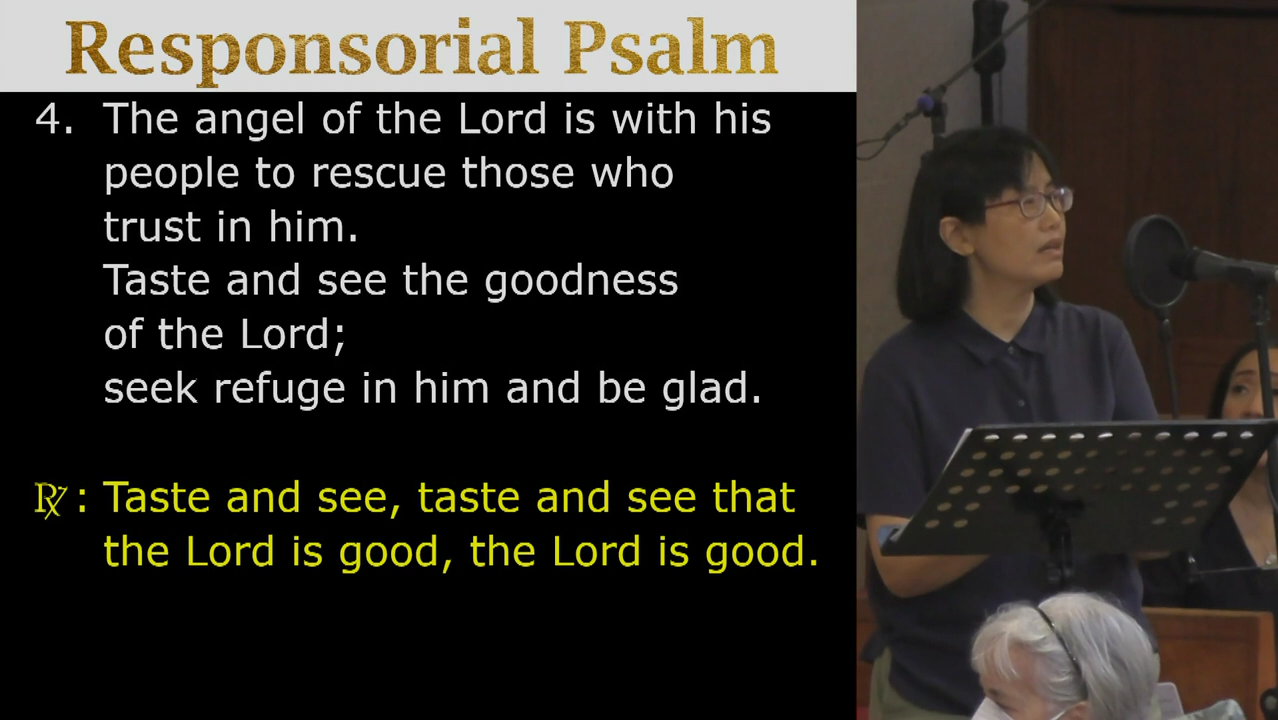 Responsorial Psalm
4. The angel of the Lord is with his
people to rescue those who
trust in him.
Taste and see the goodness
of the Lord;
seek refuge in him and be glad.
℟: Taste and see, taste and see that
the Lord is good, the Lord is good.